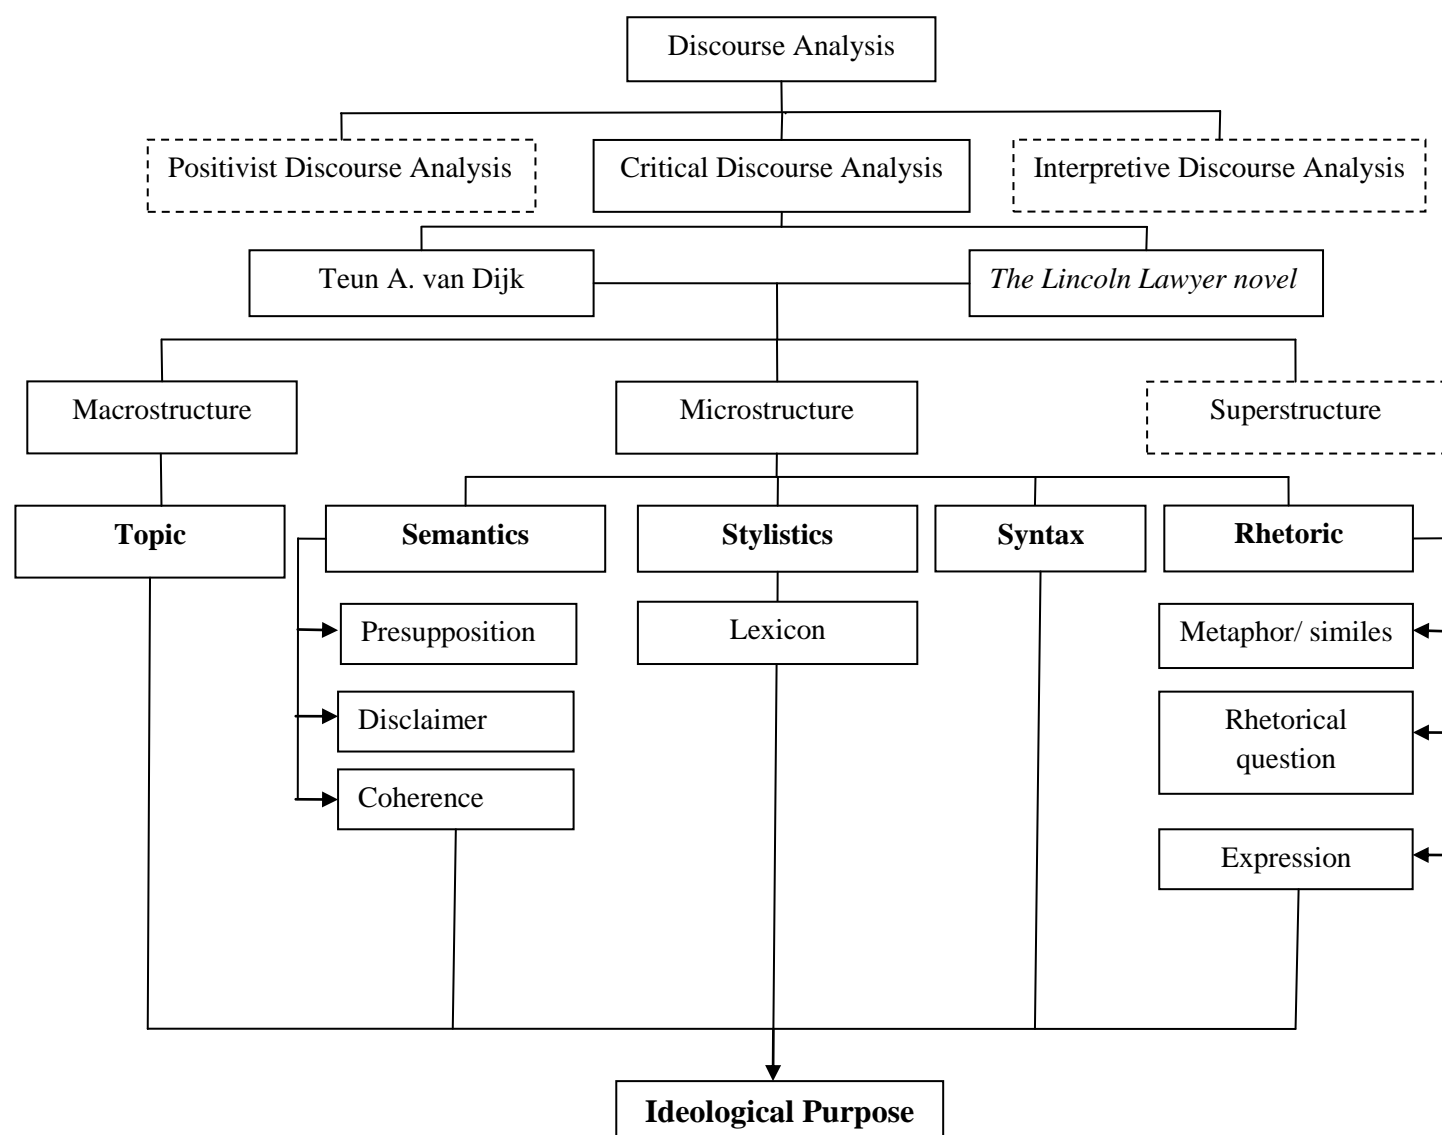 Discourse Analysis
Positivist Discourse Analysis
Critical Discourse Analysis
Interpretive Discourse Analysis
Teun A. van Dijk
The Lincoln Lawyer novel
Macrostructure
Microstructure
Superstructure
Topic
Semantics
Stylistics
Syntax
Rhetoric
Presupposition
Lexicon
Metaphor/ similes
Disclaimer
Rhetorical
question
Coherence
Expression
Ideological Purpose